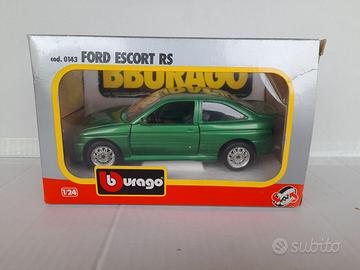 cod. 0143 FORD ESCORT RS
BBURAGO
1:24
burago
subito